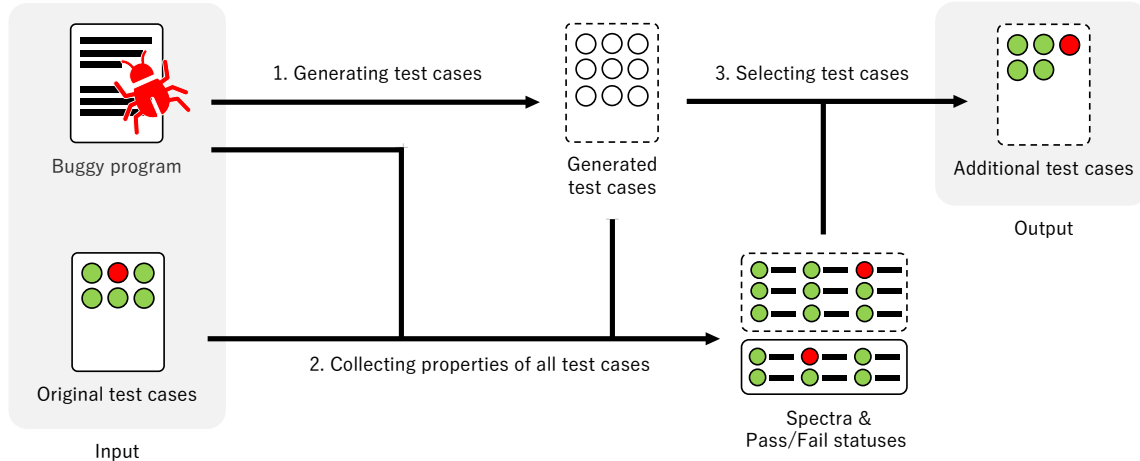 1. Generating test cases
3. Selecting test cases
Buggy program
Generated
test cases
Additional test cases
Output
2. Collecting properties of all test cases
Original test cases
Input
Spectra &
Pass/Fail statuses